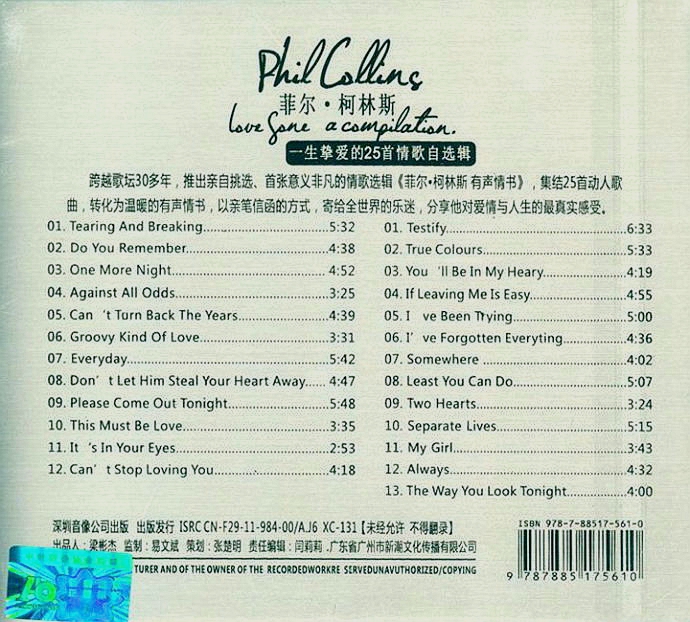 Phil Collins
菲尔·柯林斯
Love Songs a compilation.
一生挚爱的25首情歌自选辑
跨越歌坛30多年，推出亲自挑选、首张意义非凡的情歌选辑《菲尔·柯林斯 有声情书》，集结25首动人歌
曲，转化为温暖的有声情书，以亲笔信函的方式，寄给全世界的乐迷，分享他对爱情与人生的最真实感受。
01. Tearing And Breaking 5:32
02. Do You Remember 4:38
03. One More Night 4:52
04. Against All Odds 3:25
05. Can‘t Turn Back The Years 4:39
06. Groovy Kind Of Love 3:31
07. Everyday 5:42
08. Don‘t Let Him Steal Your Heart Away 4:47
09. Please Come Out Tonight 5:48
10. This Must Be Love 3:35
11. It‘s In Your Eyes 2:53
12. Can‘t Stop Loving You 4:18
01. Testify 6:33
02. True Colours 5:33
03. You‘ll Be In My Heary 4:19
04. If Leaving Me Is Easy 4:55
05. I‘ve Been Trying 5:00
06. I‘ve Forgotten Everyting 4:36
07. Somewhere 4:02
08. Least You Can Do 5:07
09. Two Hearts 3:24
10. Separate Lives 5:15
11. My Girl 3:43
12. Always 4:32
13. The Way You Look Tonight 4:00
深圳音像公司出版 出版发行 ISRC CN-F29-11-984-00/A.J6 XC-131【未经允许 不得翻录】
出品人：梁彬杰 监制：易文斌 策划：张楚明 责任编辑：闫莉莉 .广东省广州市新潮文化传播有限公司
TURER AND OF THE OWNER OF THE RECORDEDWORKRE SERVEDUNAVUTHORIZED/COPYING
ISBN 978-7-88517-561-0
9 787885 175610